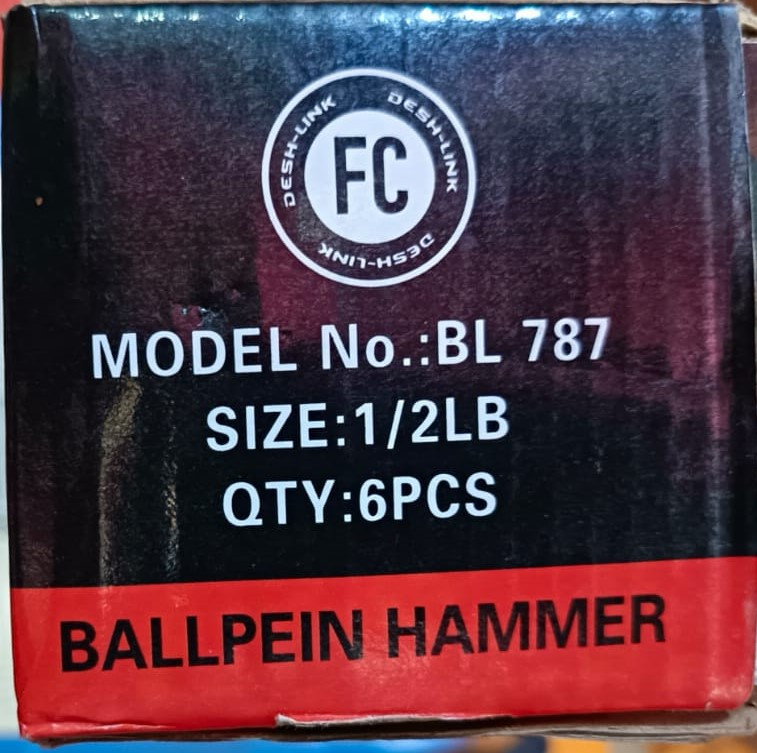 DESH-LINK
DESH-LINK
DESH-LINK
FC
MODEL No.:BL 787
SIZE:1/2LB
QTY:6PCS
BALLPEIN HAMMER